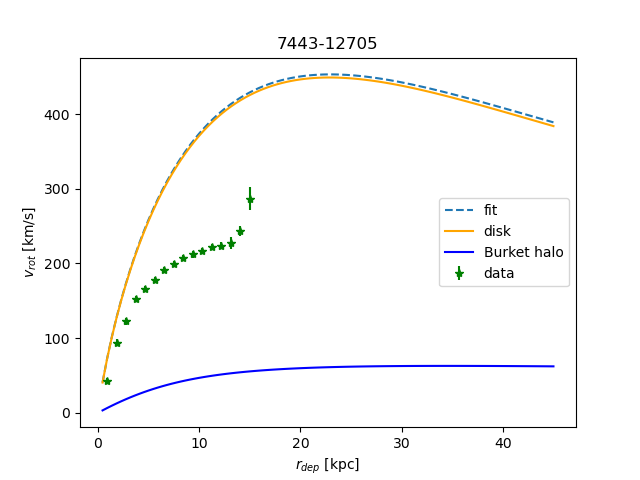 7443-12705
v_rot [km/s]
400
300
200
100
0
fit
disk
Burket halo
data
0 10 20 30 40
r_dep [kpc]